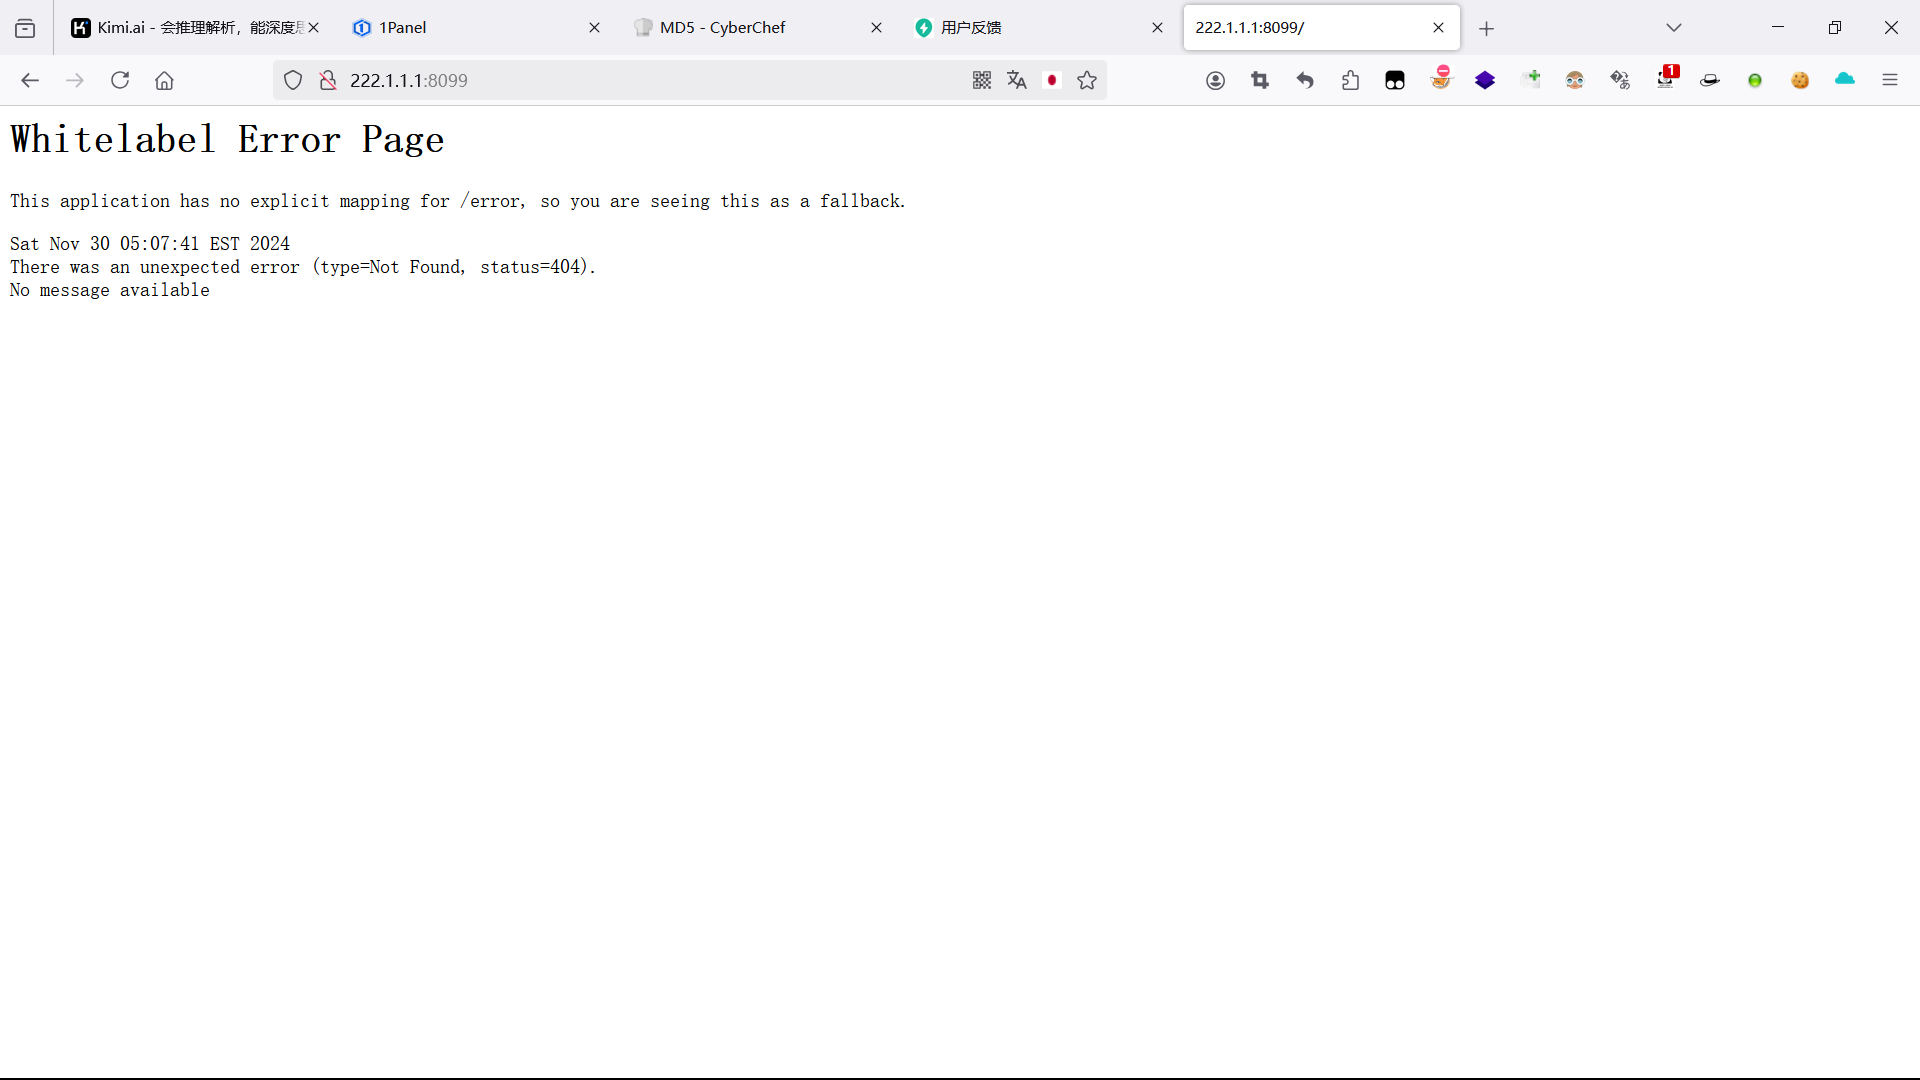 Kimi.ai - 会推理解析，能深度思
1Panel
MD5 - CyberChef
用户反馈
222.1.1.1:8099/
222.1.1.1:8099
1
Whitelabel Error Page
This application has no explicit mapping for /error, so you are seeing this as a fallback.
Sat Nov 30 05:07:41 EST 2024
There was an unexpected error (type=Not Found, status=404).
No message available